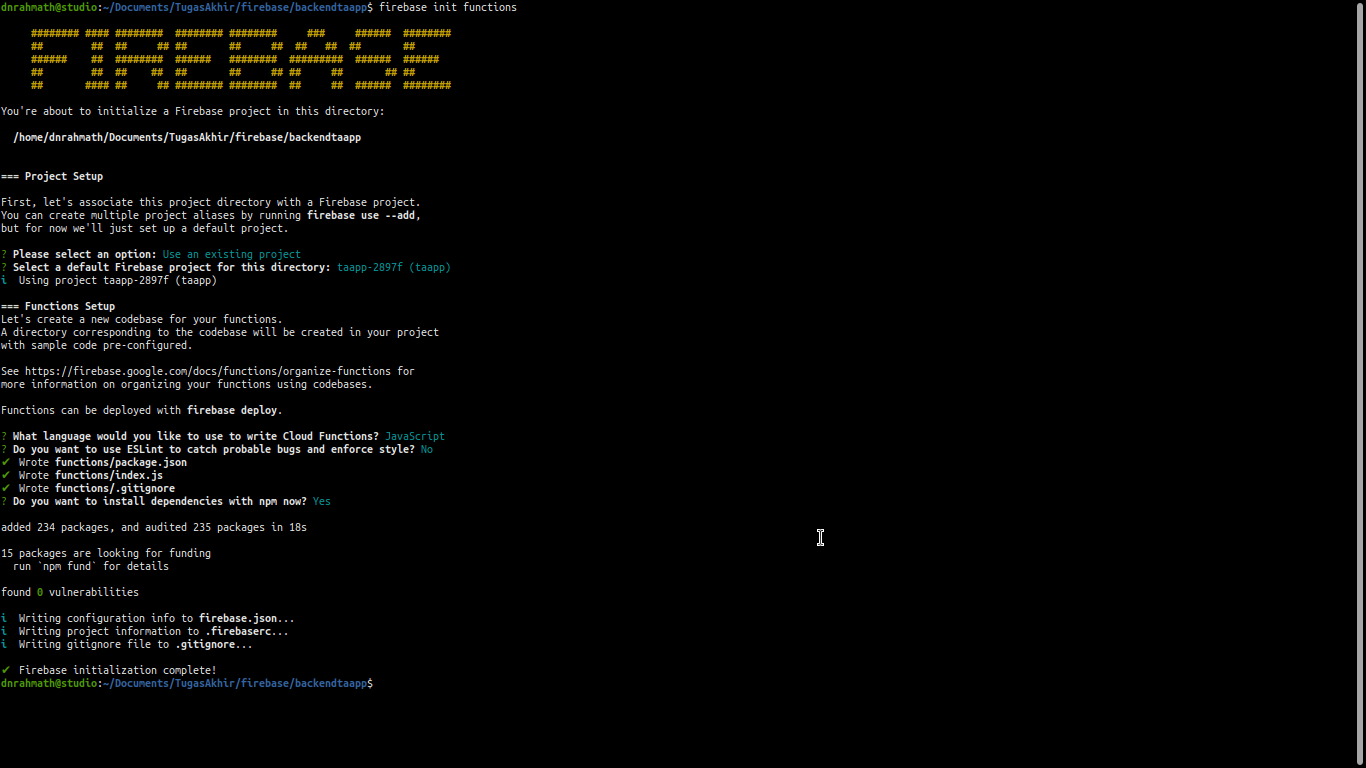 dnrahmath@studio:~/Documents/TugasAkhir/firebase/backendtaapp$ firebase init functions
     ######## #### ########  ######## ########     ###     ######  ########
     ##        ##  ##     ## ##       ##     ##  ##   ##  ##       ##
     ######    ##  ########  ######   ########  #########  ######  ######
     ##        ##  ##    ##  ##       ##     ## ##     ##       ## ##
     ##       #### ##     ## ######## ########  ##     ##  ######  ########
You're about to initialize a Firebase project in this directory:
  /home/dnrahmath/Documents/TugasAkhir/firebase/backendtaapp
=== Project Setup
First, let's associate this project directory with a Firebase project.
You can create multiple project aliases by running firebase use --add,
but for now we'll just set up a default project.
? Please select an option: Use an existing project
? Select a default Firebase project for this directory: taapp-2897f (taapp)
i  Using project taapp-2897f (taapp)
=== Functions Setup
Let's create a new codebase for your functions.
A directory corresponding to the codebase will be created in your project
with sample code pre-configured.
See https://firebase.google.com/docs/functions/organize-functions for
more information on organizing your functions using codebases.
Functions can be deployed with firebase deploy.
? What language would you like to use to write Cloud Functions? JavaScript
? Do you want to use ESLint to catch probable bugs and enforce style? No
✔  Wrote functions/package.json
✔  Wrote functions/index.js
✔  Wrote functions/.gitignore
? Do you want to install dependencies with npm now? Yes
added 234 packages, and audited 235 packages in 18s
15 packages are looking for funding
  run `npm fund` for details
found 0 vulnerabilities
i  Writing configuration info to firebase.json...
i  Writing project information to .firebaserc...
i  Writing gitignore file to .gitignore...
✔  Firebase initialization complete!
dnrahmath@studio:~/Documents/TugasAkhir/firebase/backendtaapp$